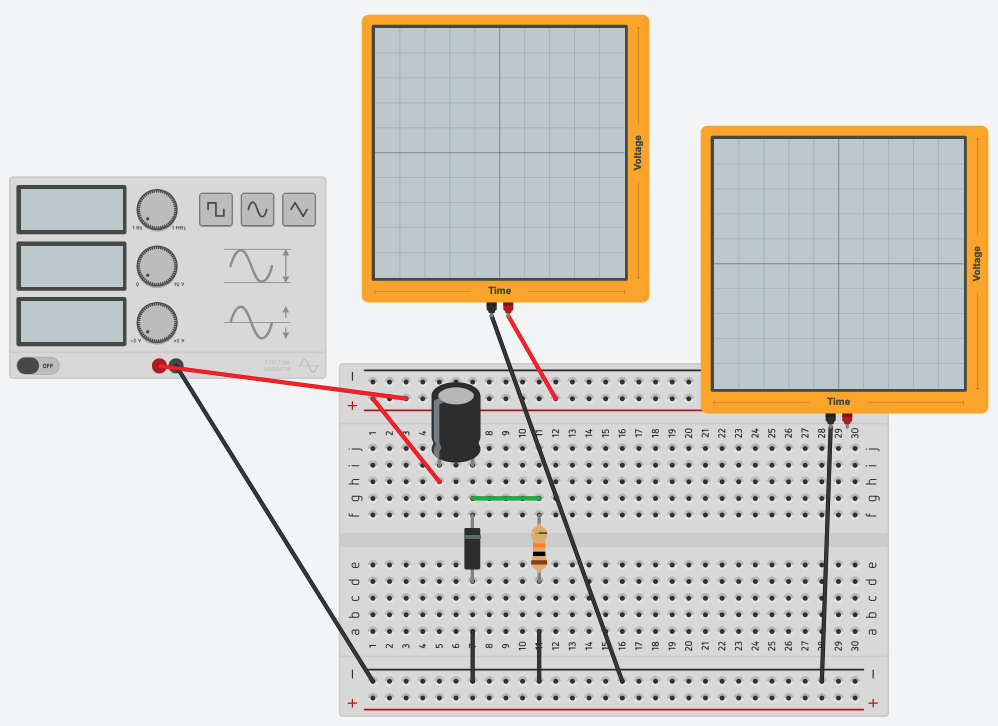 Voltage
Time
Voltage
Time
1 Hz 1 MHz
0 10 V
-5 V +5 V
OFF
FUNCTION
GENERATOR
−
+
1 2 3 4 8 9 10 11 12 13 14 15 16 17 18 19 20 21 22 23 24 25 26 27 28 29 30
j j
i i
h h
g g
f f
e e
d d
c c
b b
a a
1 2 3 4 5 6 7 8 9 10 11 12 13 14 15 16 17 18 19 20 21 22 23 24 25 26 27 28 29 30
− −
+ +